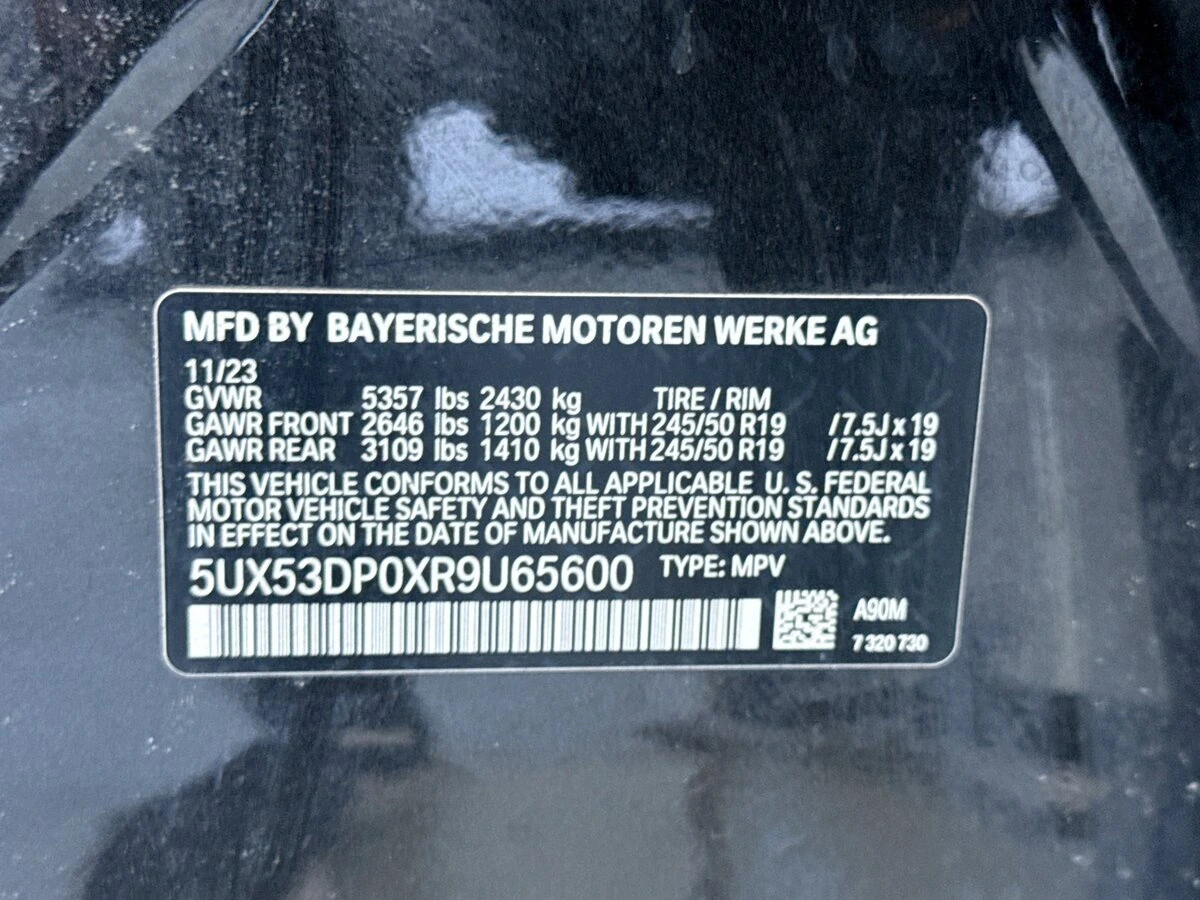 MFD BY BAYERISCHE MOTOREN WERKE AG
11/23
GVWR 5357 lbs 2430 kg TIRE / RIM
GAWR FRONT 2646 lbs 1200 kg WITH 245/50 R19 /7.5J x 19
GAWR REAR 3109 lbs 1410 kg WITH 245/50 R19 /7.5J x 19
THIS VEHICLE CONFORMS TO ALL APPLICABLE U. S. FEDERAL
MOTOR VEHICLE SAFETY AND THEFT PREVENTION STANDARDS
IN EFFECT ON THE DATE OF MANUFACTURE SHOWN ABOVE.
5UX53DP0XR9U65600 TYPE: MPV
A90M
7 320 730